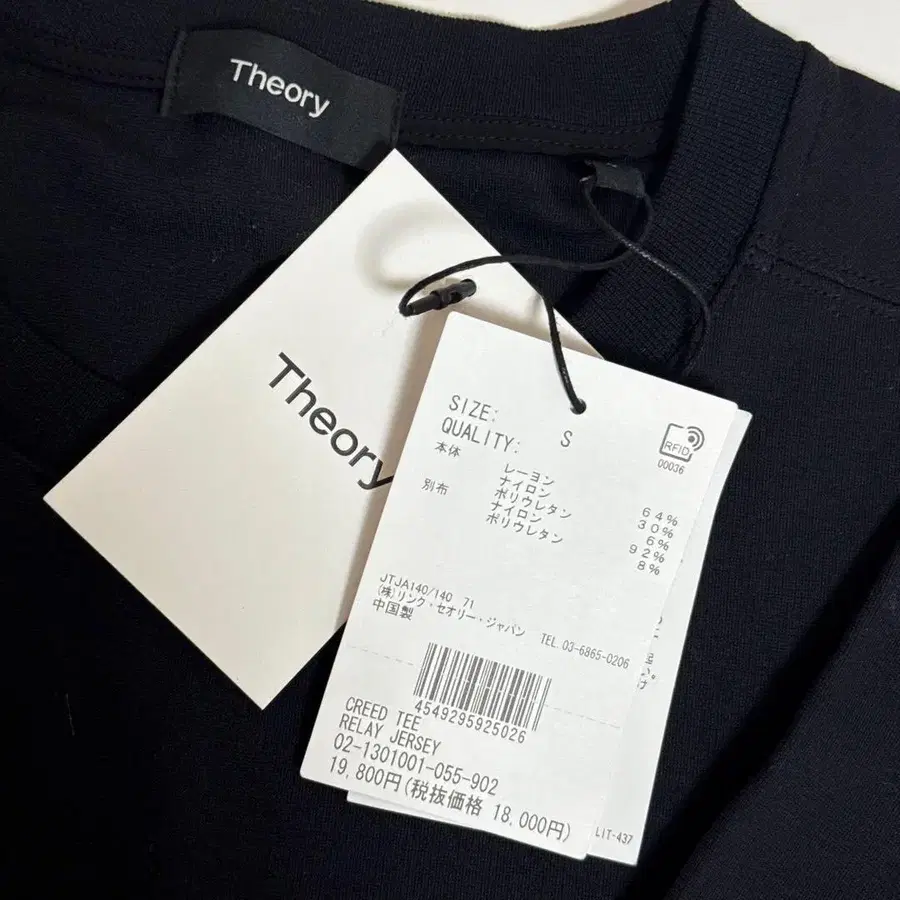 Theory
Theory
SIZE: S
QUALITY:
RFID
00036
本体 レーヨン 64%
ナイロン 30%
ポリウレタン 6%
別布 ナイロン 92%
ポリウレタン 8%
JTJA140/140 71
(株)リンク・セオリー・ジャパン TEL.03-6865-0206
中国製
4549295925026
CREED TEE
RELAY JERSEY
02-1301001-055-902
19,800円(税抜価格 18,000円)
LIT-437